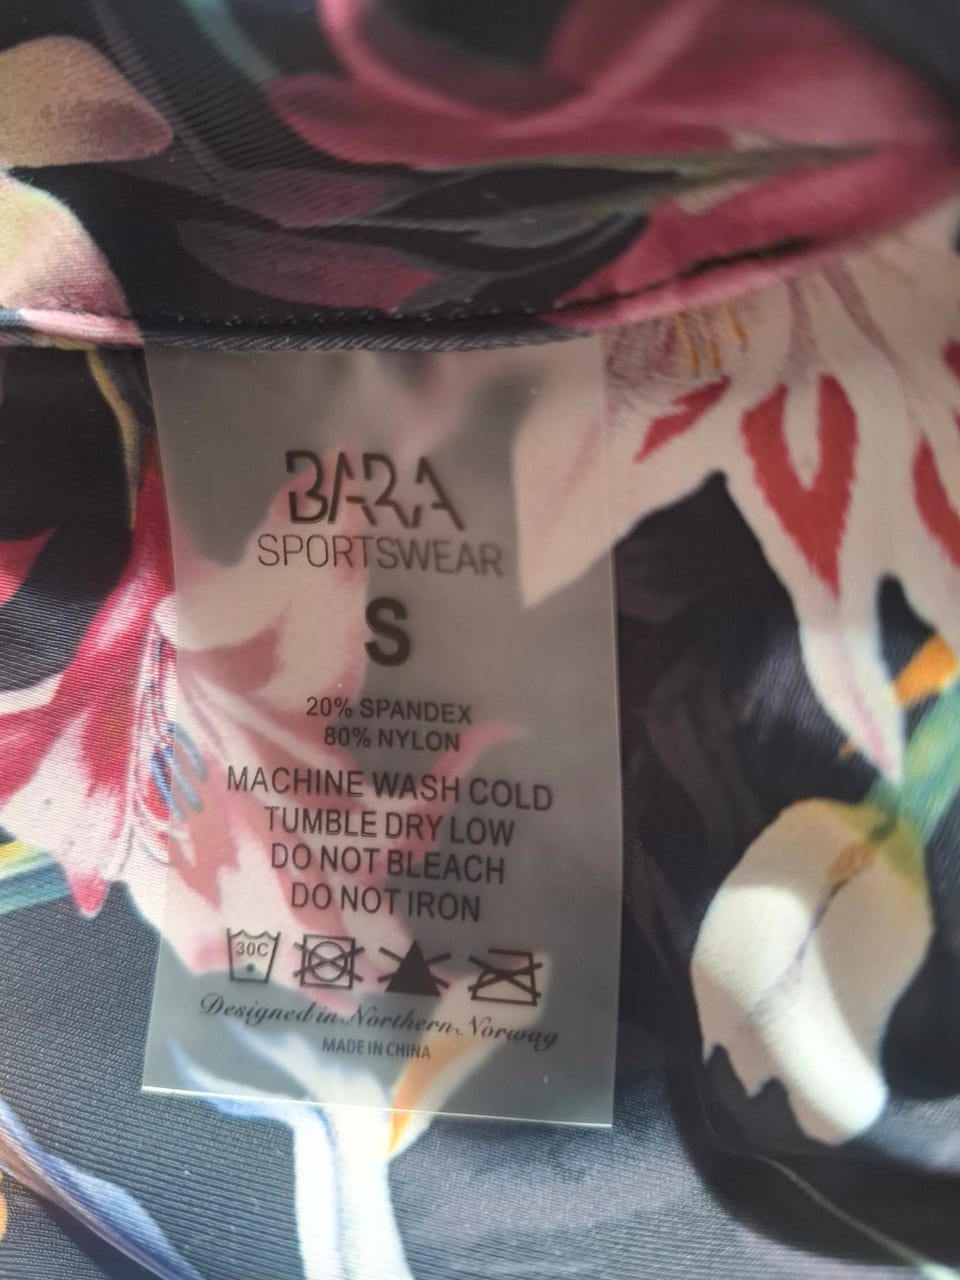 BARA
SPORTSWEAR
S
20% SPANDEX
80% NYLON
MACHINE WASH COLD
TUMBLE DRY LOW
DO NOT BLEACH
DO NOT IRON
30C
Designed in Northern Norway
MADE IN CHINA